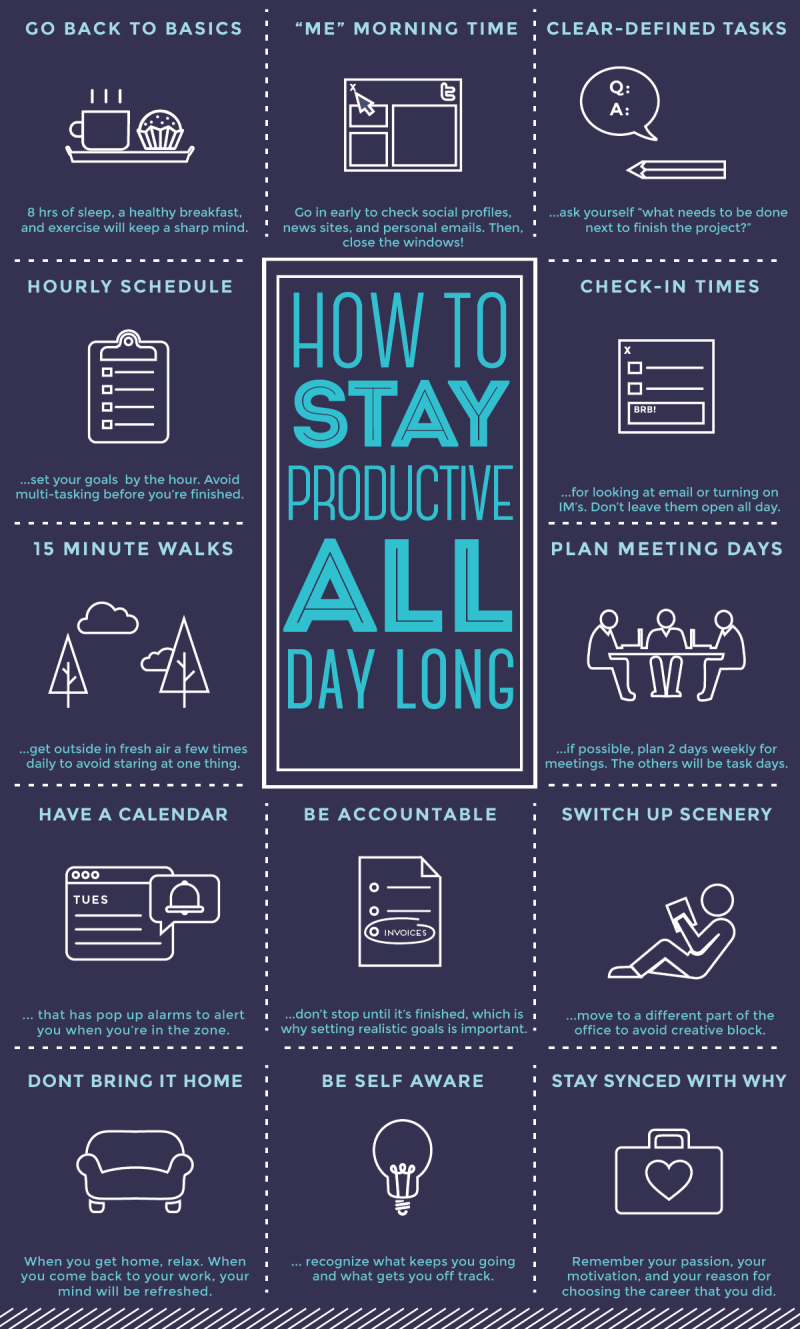 GO BACK TO BASICS
8 hrs of sleep, a healthy breakfast,
and exercise will keep a sharp mind.
“ME” MORNING TIME
X
Go in early to check social profiles,
news sites, and personal emails. Then,
close the windows!
CLEAR-DEFINED TASKS
Q:
A:
...ask yourself “what needs to be done
next to finish the project?”
HOURLY SCHEDULE
...set your goals by the hour. Avoid
multi-tasking before you’re finished.
HOW TO
STAY
PRODUCTIVE
ALL
DAY LONG
CHECK-IN TIMES
X
BRB!
...for looking at email or turning on
IM’s. Don’t leave them open all day.
15 MINUTE WALKS
...get outside in fresh air a few times
daily to avoid staring at one thing.
PLAN MEETING DAYS
...if possible, plan 2 days weekly for
meetings. The others will be task days.
HAVE A CALENDAR
TUES
... that has pop up alarms to alert
you when you’re in the zone.
BE ACCOUNTABLE
INVOICES
...don’t stop until it’s finished, which is
why setting realistic goals is important.
SWITCH UP SCENERY
...move to a different part of the
office to avoid creative block.
DONT BRING IT HOME
When you get home, relax. When
you come back to your work, your
mind will be refreshed.
BE SELF AWARE
... recognize what keeps you going
and what gets you off track.
STAY SYNCED WITH WHY
Remember your passion, your
motivation, and your reason for
choosing the career that you did.